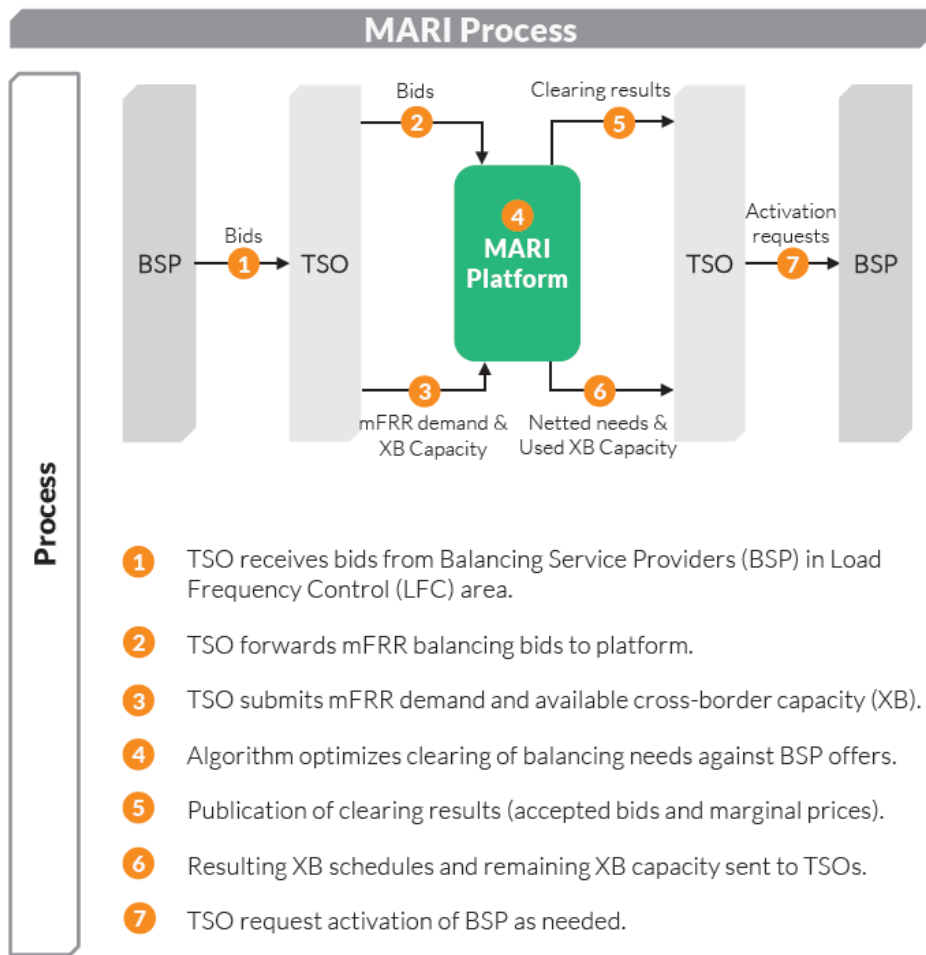 MARI Process
Process
Bids
2
Clearing results
5
4
MARI
Platform
BSP
Bids
1
TSO
TSO
Activation
requests
7
BSP
3
mFRR demand &
XB Capacity
6
Netted needs &
Used XB Capacity
1 TSO receives bids from Balancing Service Providers (BSP) in Load
Frequency Control (LFC) area.
2 TSO forwards mFRR balancing bids to platform.
3 TSO submits mFRR demand and available cross-border capacity (XB).
4 Algorithm optimizes clearing of balancing needs against BSP offers.
5 Publication of clearing results (accepted bids and marginal prices).
6 Resulting XB schedules and remaining XB capacity sent to TSOs.
7 TSO request activation of BSP as needed.